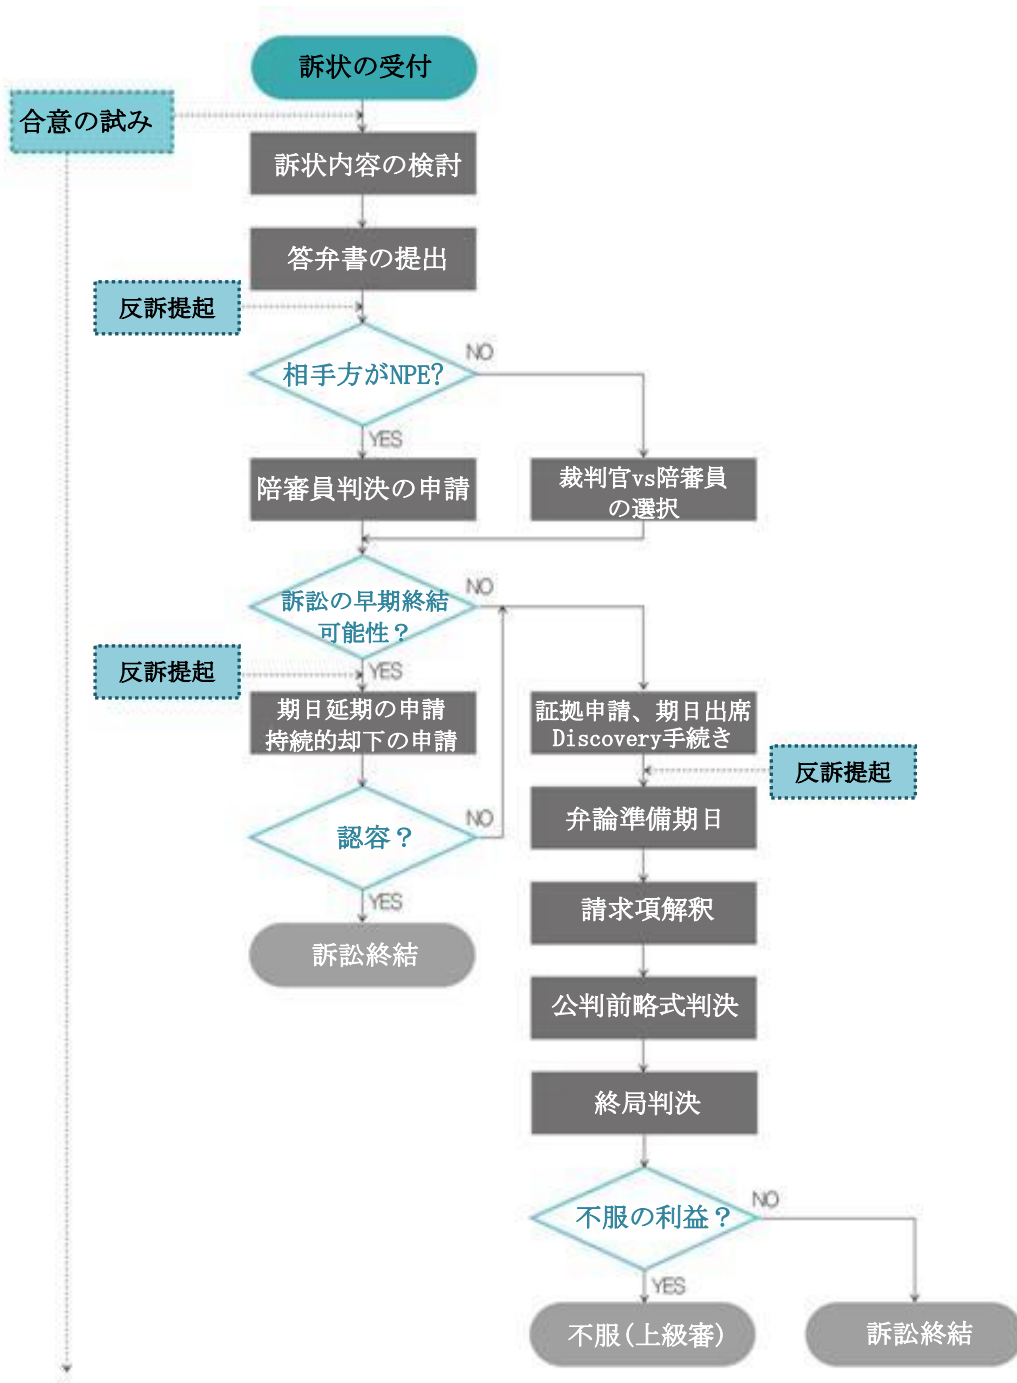 訴状の受付
合意の試み
訴状内容の検討
答弁書の提出
反訴提起
相手方がNPE?
NO
YES
陪審員判決の申請
裁判官vs陪審員
の選択
訴訟の早期終結
可能性？
NO
YES
反訴提起
期日延期の申請
持続的却下の申請
証拠申請、期日出席
Discovery手続き
反訴提起
認容？
NO
YES
弁論準備期日
請求項解釈
訴訟終結
公判前略式判決
終局判決
不服の利益？
NO
YES
不服(上級審)
訴訟終結